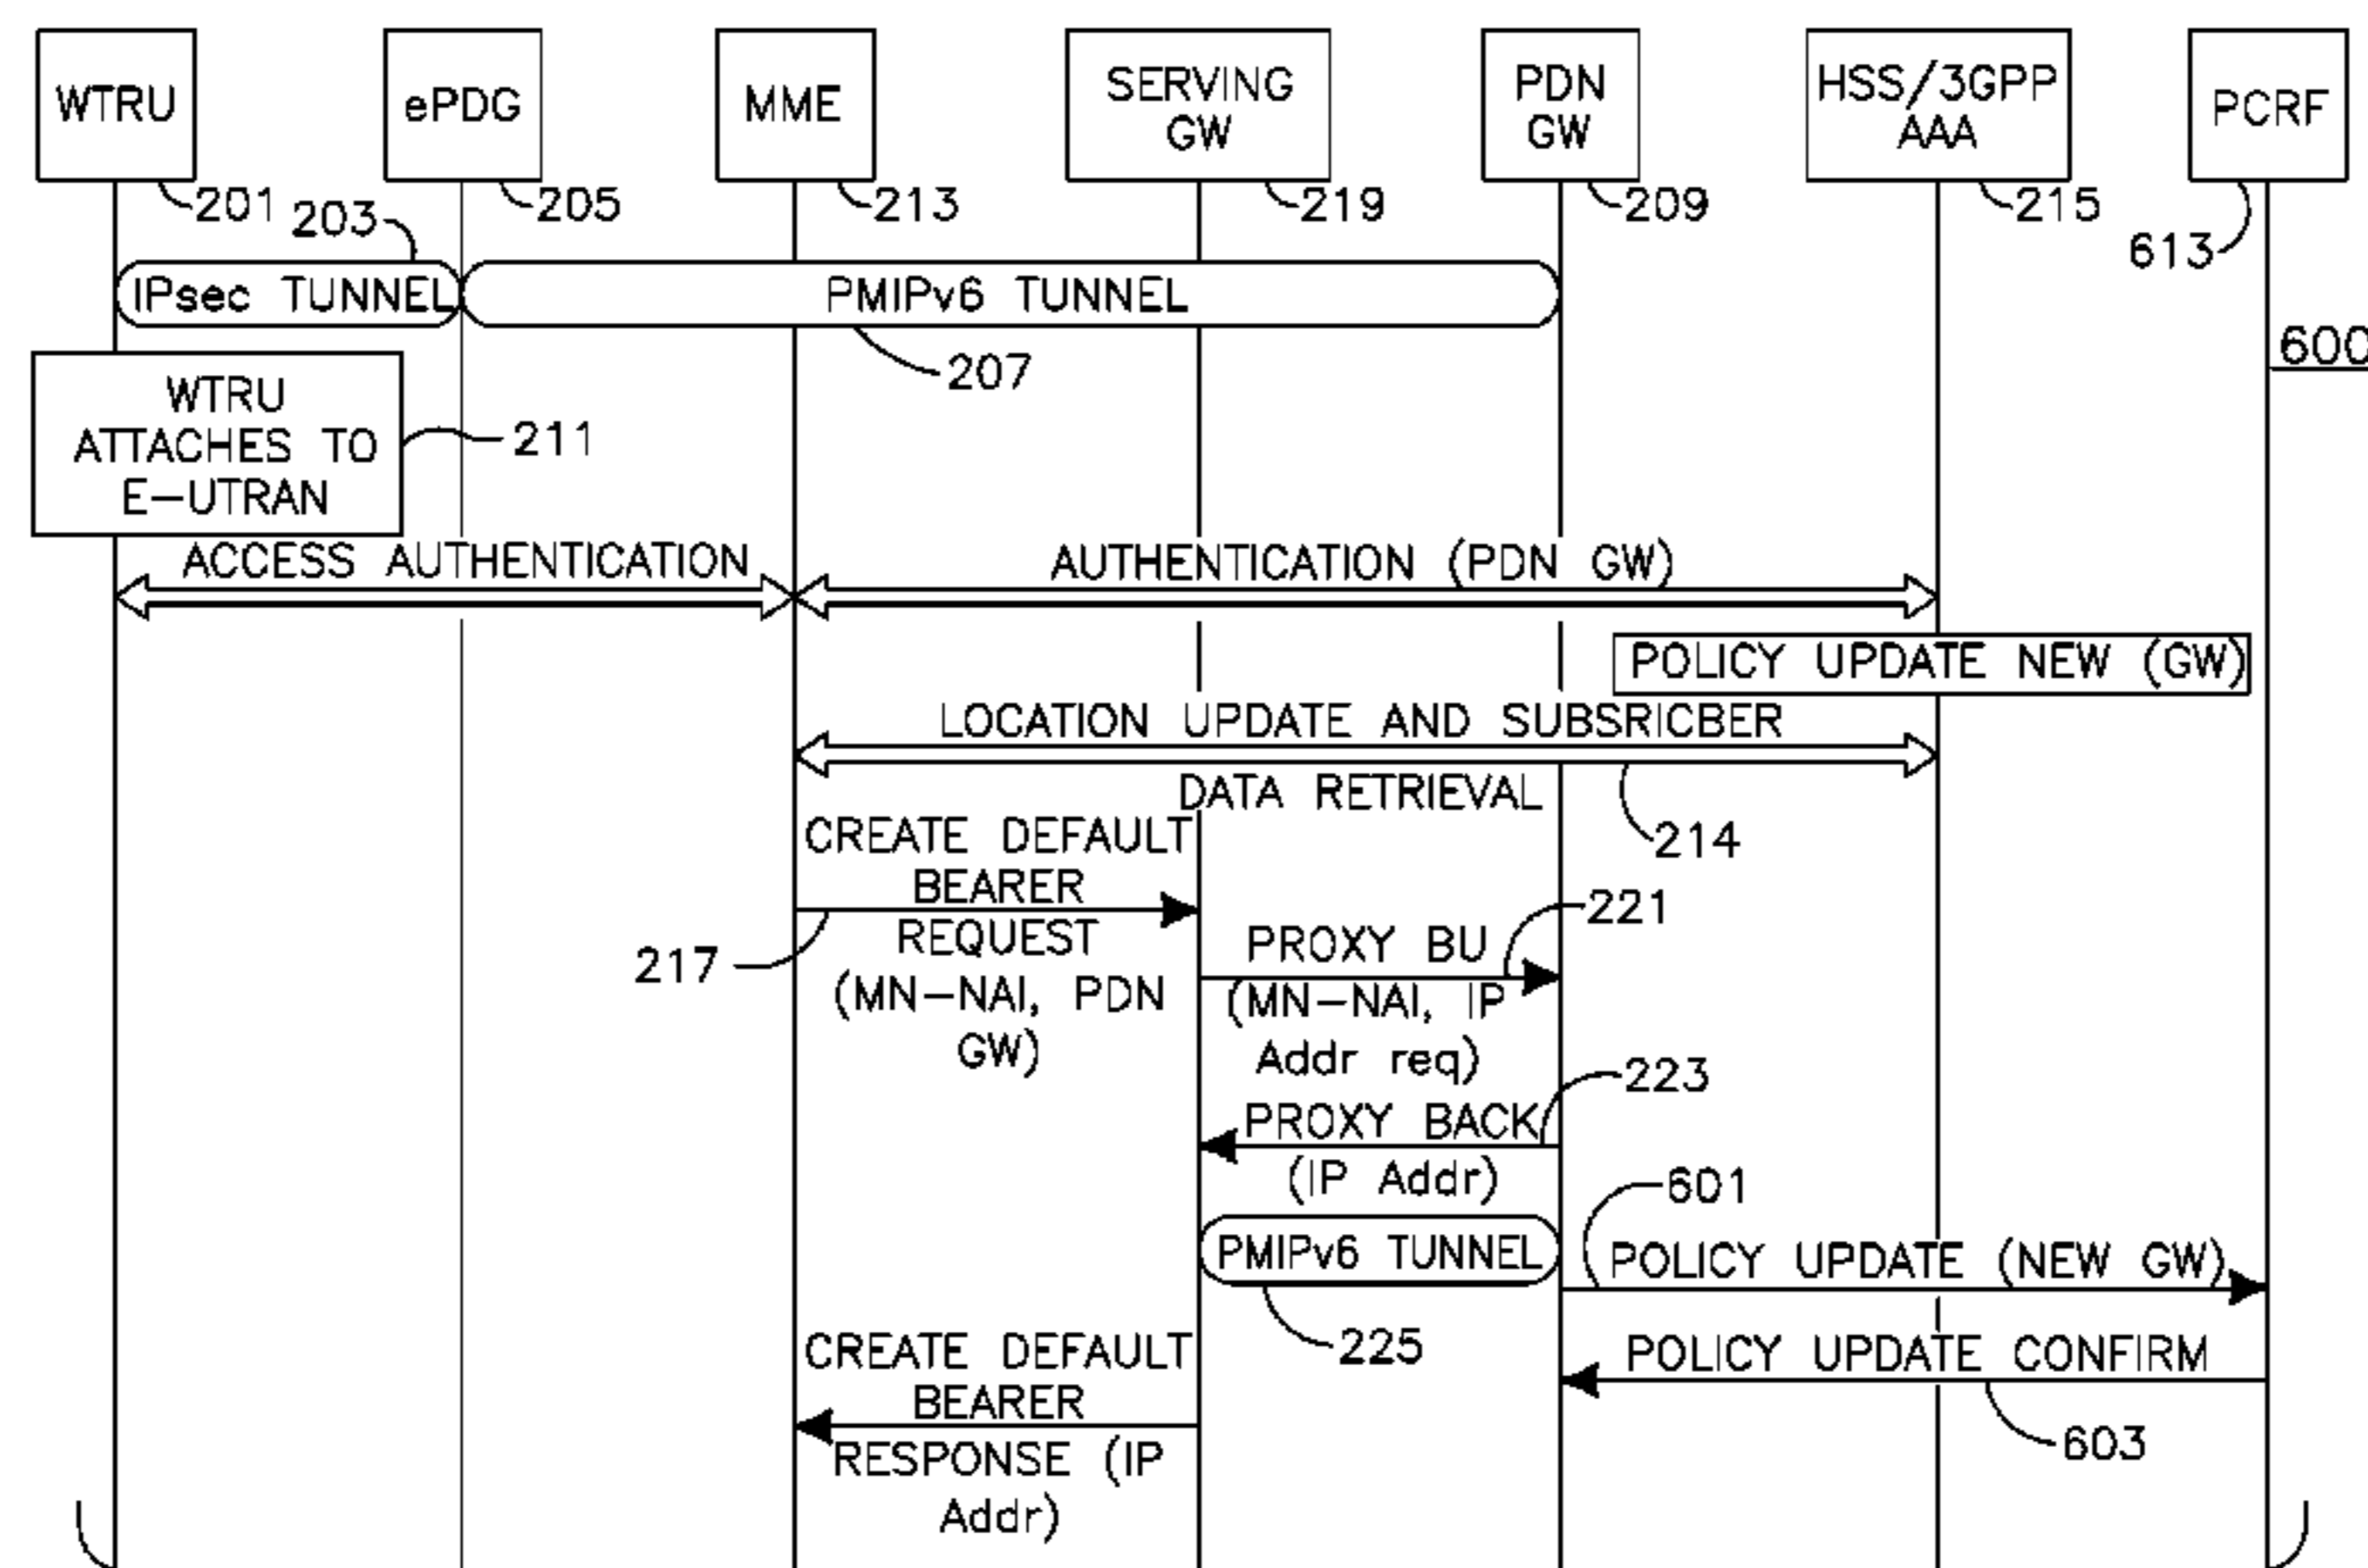 WTRU
ePDG
MME
SERVING
GW
PDN
GW
HSS/3GPP
AAA
PCRF
201
203
205
213
219
209
215
613
IPsec TUNNEL
PMIPv6 TUNNEL
207
600
WTRU
ATTACHES TO
E-UTRAN
211
ACCESS AUTHENTICATION
AUTHENTICATION (PDN GW)
POLICY UPDATE NEW (GW)
LOCATION UPDATE AND SUBSRICBER
DATA RETRIEVAL
214
CREATE DEFAULT
BEARER
REQUEST
(MN-NAI, PDN
GW)
217
221
PROXY BU
(MN-NAI, IP
Addr req)
223
PROXY BACK
(IP Addr)
601
PMIPv6 TUNNEL
225
POLICY UPDATE (NEW GW)
POLICY UPDATE CONFIRM
603
CREATE DEFAULT
BEARER
RESPONSE (IP
Addr)